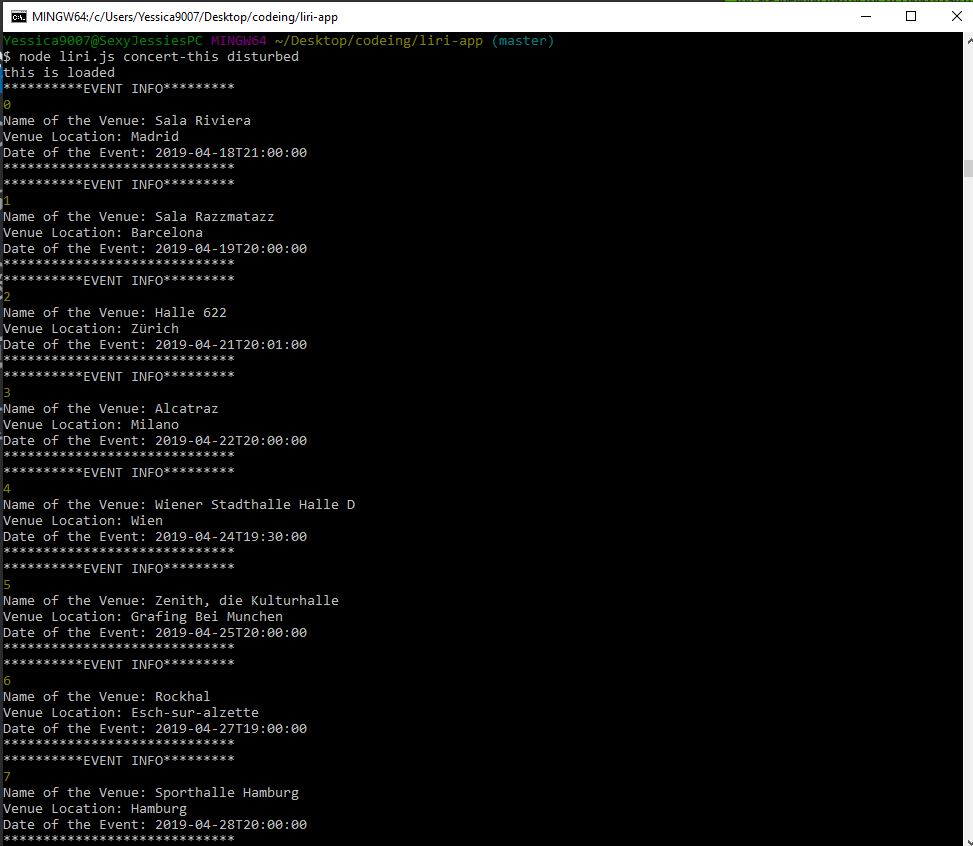 MINGW64:/c/Users/Yessica9007/Desktop/codeing/liri-app
Yessica9007@SexyJessiesPC MINGW64 ~/Desktop/codeing/liri-app (master)
$ node liri.js concert-this disturbed
this is loaded
**********EVENT INFO*********
0
Name of the Venue: Sala Riviera
Venue Location: Madrid
Date of the Event: 2019-04-18T21:00:00
*****************************
**********EVENT INFO*********
1
Name of the Venue: Sala Razzmatazz
Venue Location: Barcelona
Date of the Event: 2019-04-19T20:00:00
*****************************
**********EVENT INFO*********
2
Name of the Venue: Halle 622
Venue Location: Zürich
Date of the Event: 2019-04-21T20:01:00
*****************************
**********EVENT INFO*********
3
Name of the Venue: Alcatraz
Venue Location: Milano
Date of the Event: 2019-04-22T20:00:00
*****************************
**********EVENT INFO*********
4
Name of the Venue: Wiener Stadthalle Halle D
Venue Location: Wien
Date of the Event: 2019-04-24T19:30:00
*****************************
**********EVENT INFO*********
5
Name of the Venue: Zenith, die Kulturhalle
Venue Location: Grafing Bei Munchen
Date of the Event: 2019-04-25T20:00:00
*****************************
**********EVENT INFO*********
6
Name of the Venue: Rockhal
Venue Location: Esch-sur-alzette
Date of the Event: 2019-04-27T19:00:00
*****************************
**********EVENT INFO*********
7
Name of the Venue: Sporthalle Hamburg
Venue Location: Hamburg
Date of the Event: 2019-04-28T20:00:00
*****************************